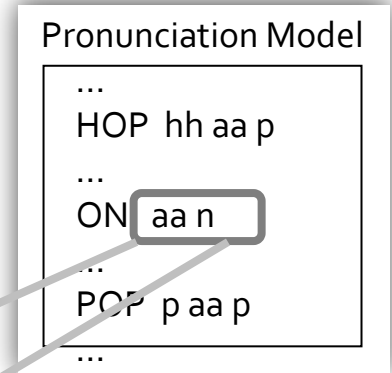 Pronunciation Model
...
HOP hh aa p
...
ON aa n
...
POP p aa p
...